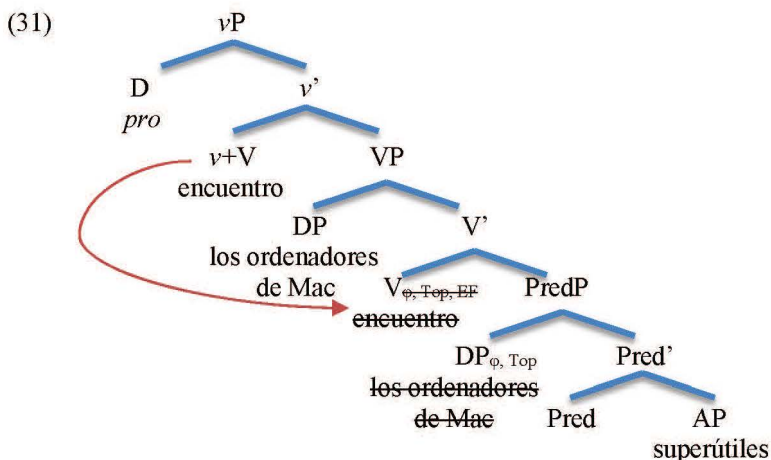 (31)
vP
D
v'
pro
v+V
VP
encuentro
DP
V'
los ordenadores
de Mac
Vφ, Top, EF
PredP
encuentro
DPφ, Top
Pred'
los ordenadores
de Mac
Pred
AP
superútiles